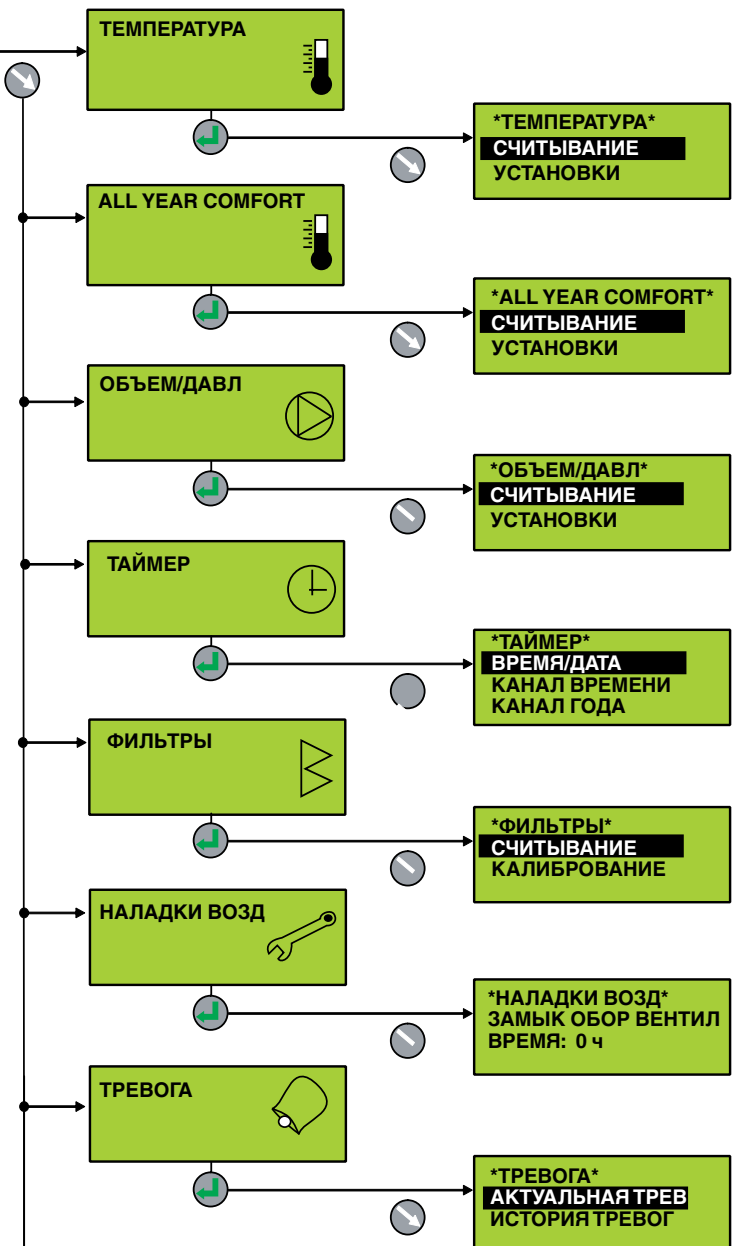 ТЕМПЕРАТУРА
*ТЕМПЕРАТУРА*
СЧИТЫВАНИЕ
УСТАНОВКИ
ALL YEAR COMFORT
*ALL YEAR COMFORT*
СЧИТЫВАНИЕ
УСТАНОВКИ
ОБЪЕМ/ДАВЛ
*ОБЪЕМ/ДАВЛ*
СЧИТЫВАНИЕ
УСТАНОВКИ
ТАЙМЕР
*ТАЙМЕР*
ВРЕМЯ/ДАТА
КАНАЛ ВРЕМЕНИ
КАНАЛ ГОДА
ФИЛЬТРЫ
*ФИЛЬТРЫ*
СЧИТЫВАНИЕ
КАЛИБРОВАНИЕ
НАЛАДКИ ВОЗД
*НАЛАДКИ ВОЗД*
ЗАМЫК ОБОР ВЕНТИЛ
ВРЕМЯ: 0 ч
ТРЕВОГА
*ТРЕВОГА*
АКТУАЛЬНАЯ ТРЕВ
ИСТОРИЯ ТРЕВОГ